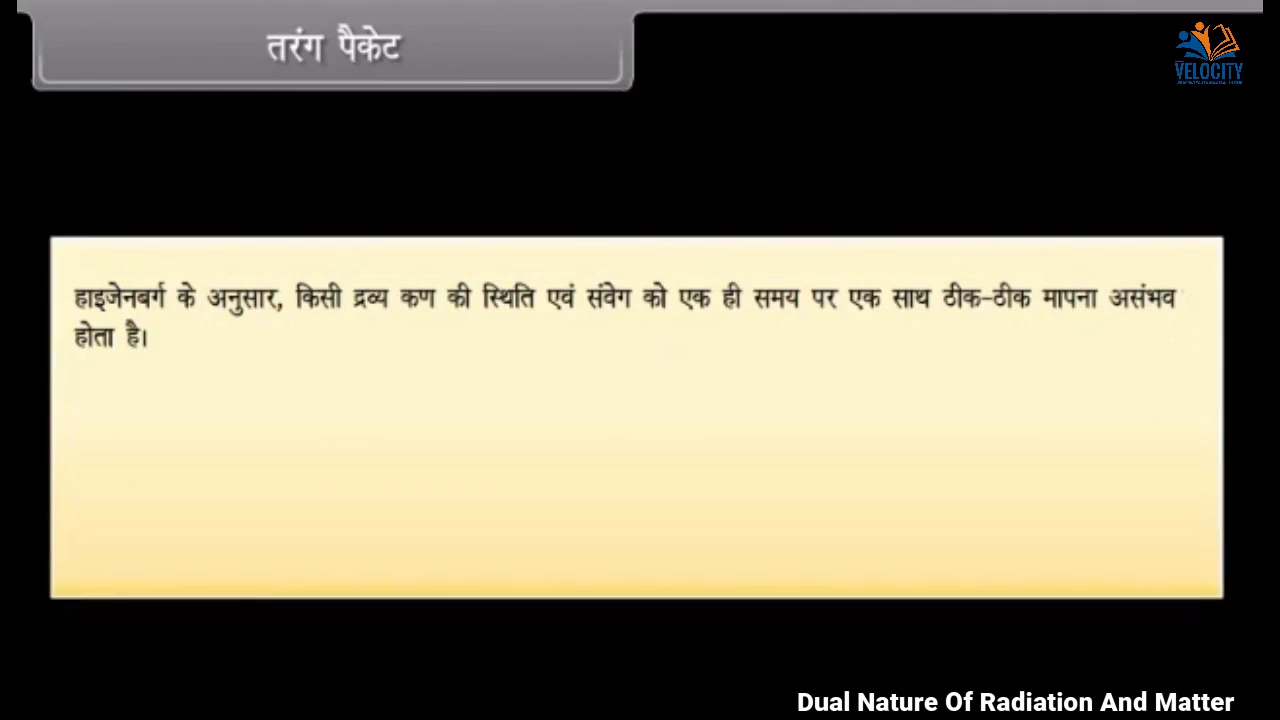 तरंग पैकेट
VELOCITY
हाइजेनबर्ग के अनुसार, किसी द्रव्य कण की स्थिति एवं संवेग को एक ही समय पर एक साथ ठीक-ठीक मापना असंभव
होता है।
Dual Nature Of Radiation And Matter